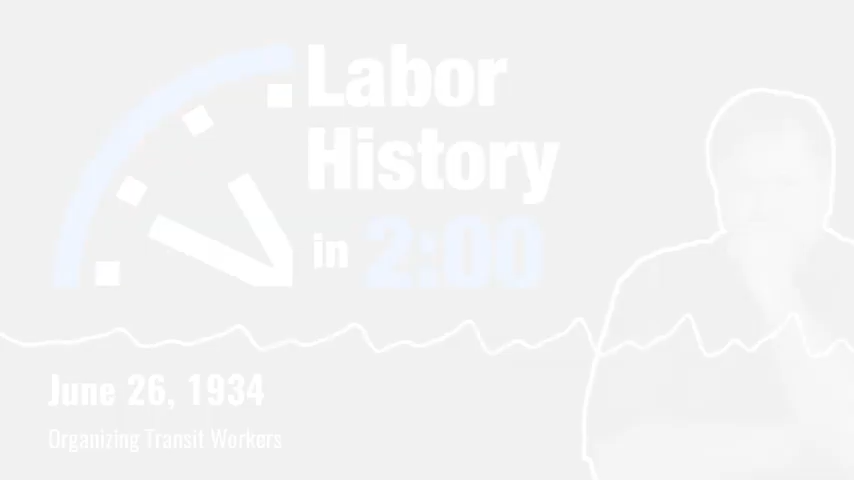 Labor
History
in 2:00
June 26, 1934
Organizing Transit Workers